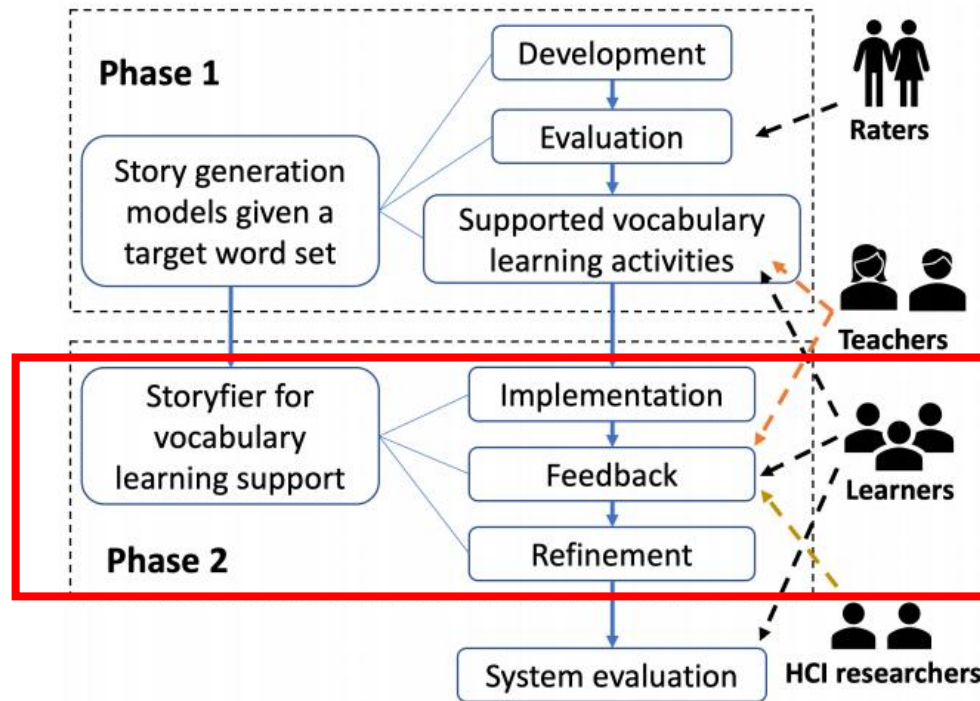 Phase 1
Development
Evaluation
Story generation
models given a
target word set
Supported vocabulary
learning activities
Raters
Teachers
Storyfier for
vocabulary
learning support
Implementation
Feedback
Refinement
Learners
Phase 2
System evaluation
HCI researchers